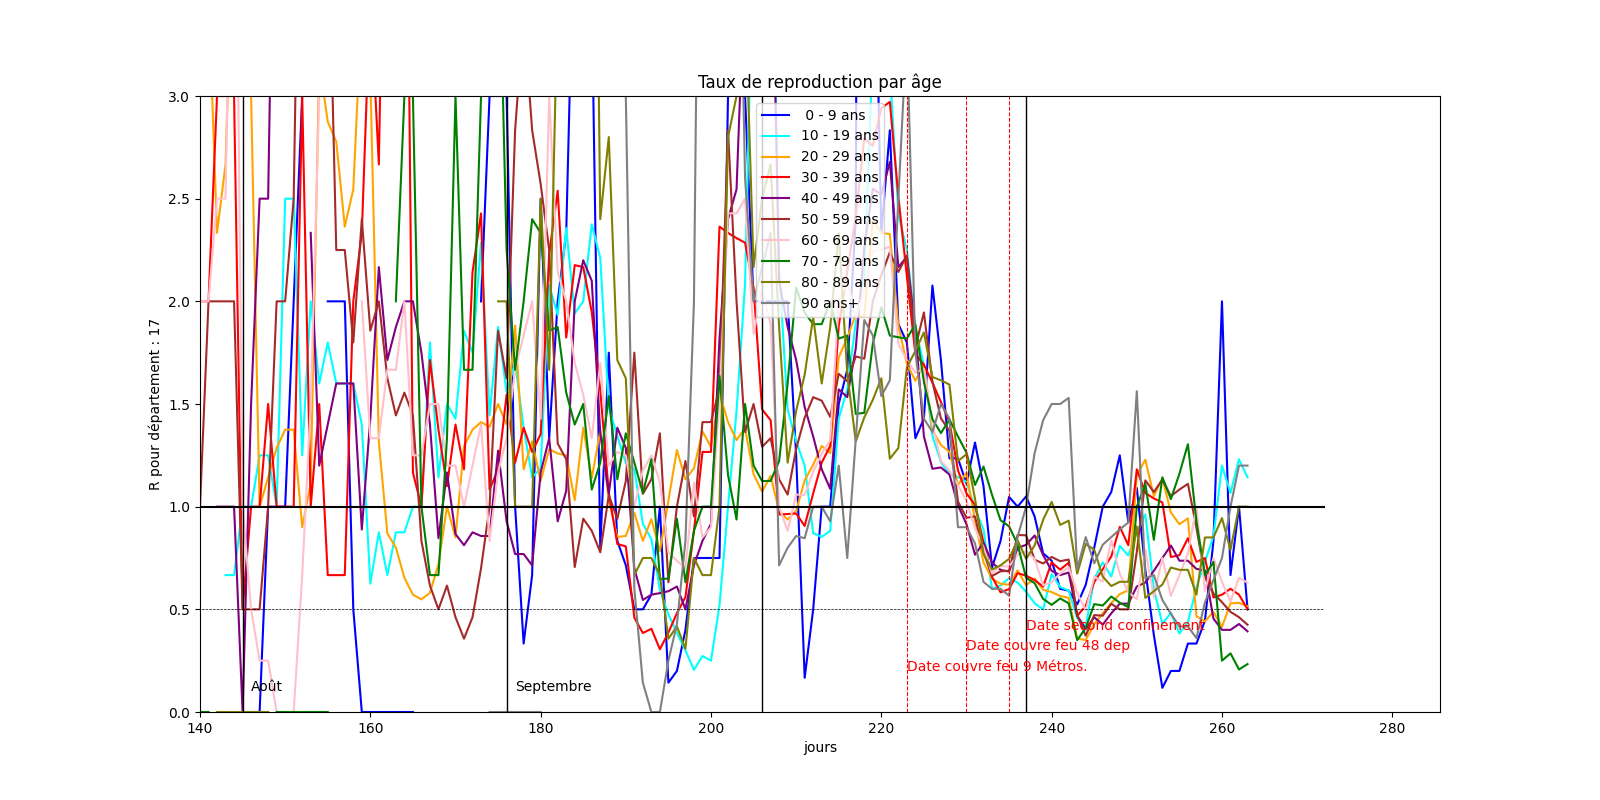 Taux de reproduction par âge
R pour département : 17
3.0
2.5
2.0
1.5
1.0
0.5
0.0
0 - 9 ans
10 - 19 ans
20 - 29 ans
30 - 39 ans
40 - 49 ans
50 - 59 ans
60 - 69 ans
70 - 79 ans
80 - 89 ans
90 ans+
Date second confinement
Date couvre feu 48 dep
Date couvre feu 9 Métros.
Août
Septembre
140 160 180 200 220 240 260 280
jours